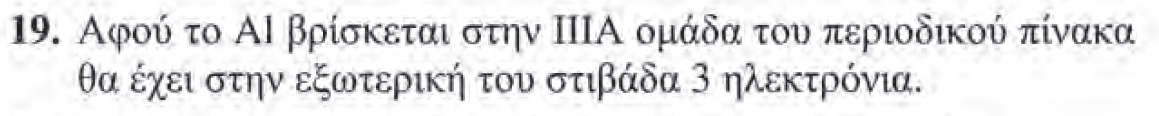 19. Αφού το Al βρίσκεται στην IIIA ομάδα του περιοδικού πίνακα
θα έχει στην εξωτερική του στιβάδα 3 ηλεκτρόνια.